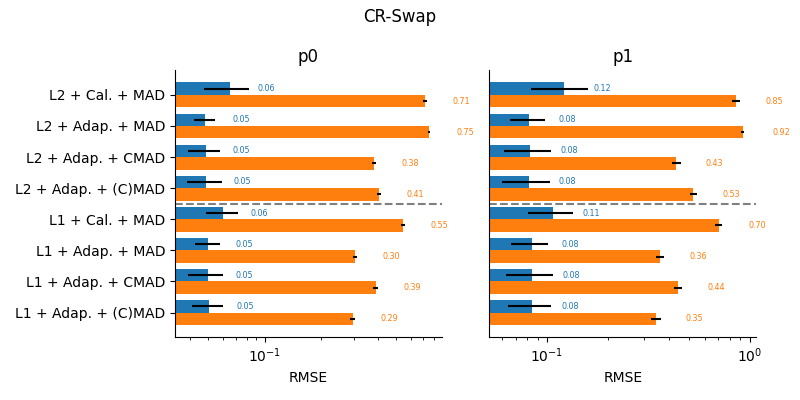 CR-Swap
p0
p1
L2 + Cal. + MAD
0.06
0.71
0.12
0.85
L2 + Adap. + MAD
0.05
0.75
0.08
0.92
L2 + Adap. + CMAD
0.05
0.38
0.08
0.43
L2 + Adap. + (C)MAD
0.05
0.41
0.08
0.53
L1 + Cal. + MAD
0.06
0.55
0.11
0.70
L1 + Adap. + MAD
0.05
0.30
0.08
0.36
L1 + Adap. + CMAD
0.05
0.39
0.08
0.44
L1 + Adap. + (C)MAD
0.05
0.29
0.08
0.35
10⁻¹
10⁻¹
10⁰
RMSE
RMSE